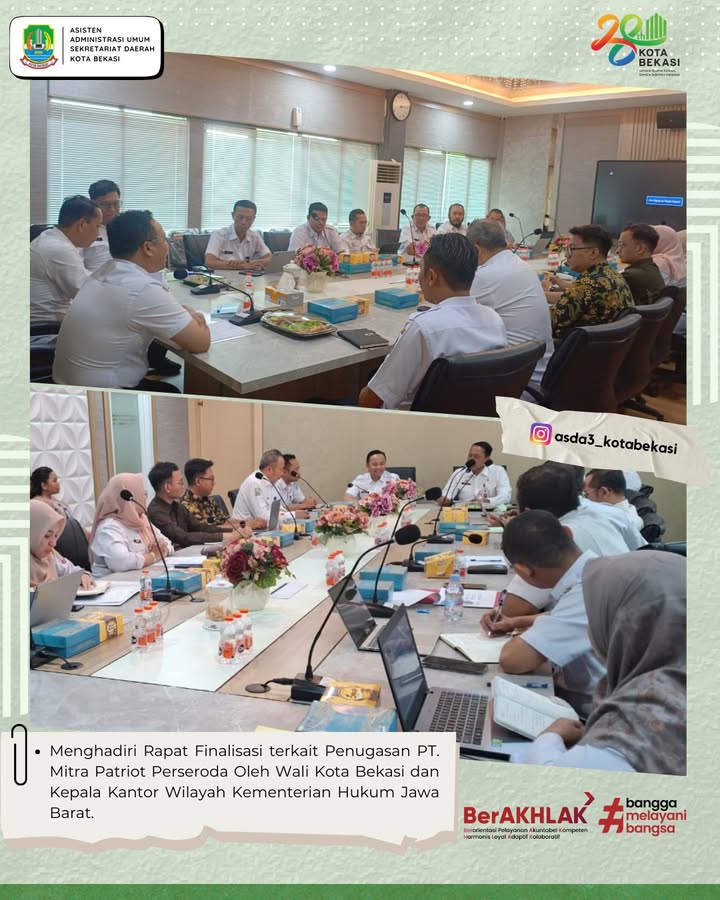 ASISTEN
ADMINISTRASI UMUM
SEKRETARIAT DAERAH
KOTA BEKASI
28th
KOTA
BEKASI
asda3_kotabekasi
• Menghadiri Rapat Finalisasi terkait Penugasan PT.
Mitra Patriot Perseroda Oleh Wali Kota Bekasi dan
Kepala Kantor Wilayah Kementerian Hukum Jawa
Barat.
BerAKHLAK
Berorientasi Pelayanan Akuntabel Kompeten
Harmonis Loyal Adaptif Kolaboratif
#bangga
melayani
bangsa